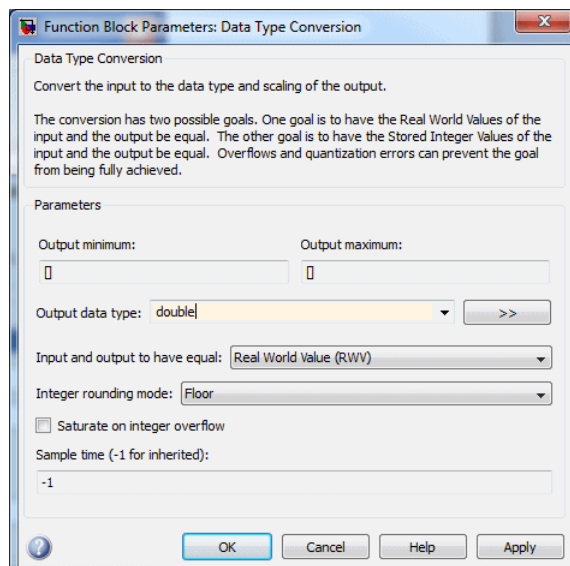 Function Block Parameters: Data Type Conversion
Data Type Conversion
Convert the input to the data type and scaling of the output.
The conversion has two possible goals. One goal is to have the Real World Values of the
input and the output be equal. The other goal is to have the Stored Integer Values of the
input and the output be equal. Overflows and quantization errors can prevent the goal
from being fully achieved.
Parameters
Output minimum: Output maximum:
[] []
Output data type: double >>
Input and output to have equal: Real World Value (RWV)
Integer rounding mode: Floor
Saturate on integer overflow
Sample time (-1 for inherited):
-1
? OK Cancel Help Apply